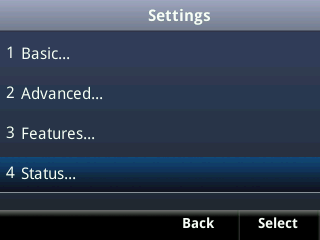 Settings
1 Basic...
2 Advanced...
3 Features...
4 Status...
Back Select